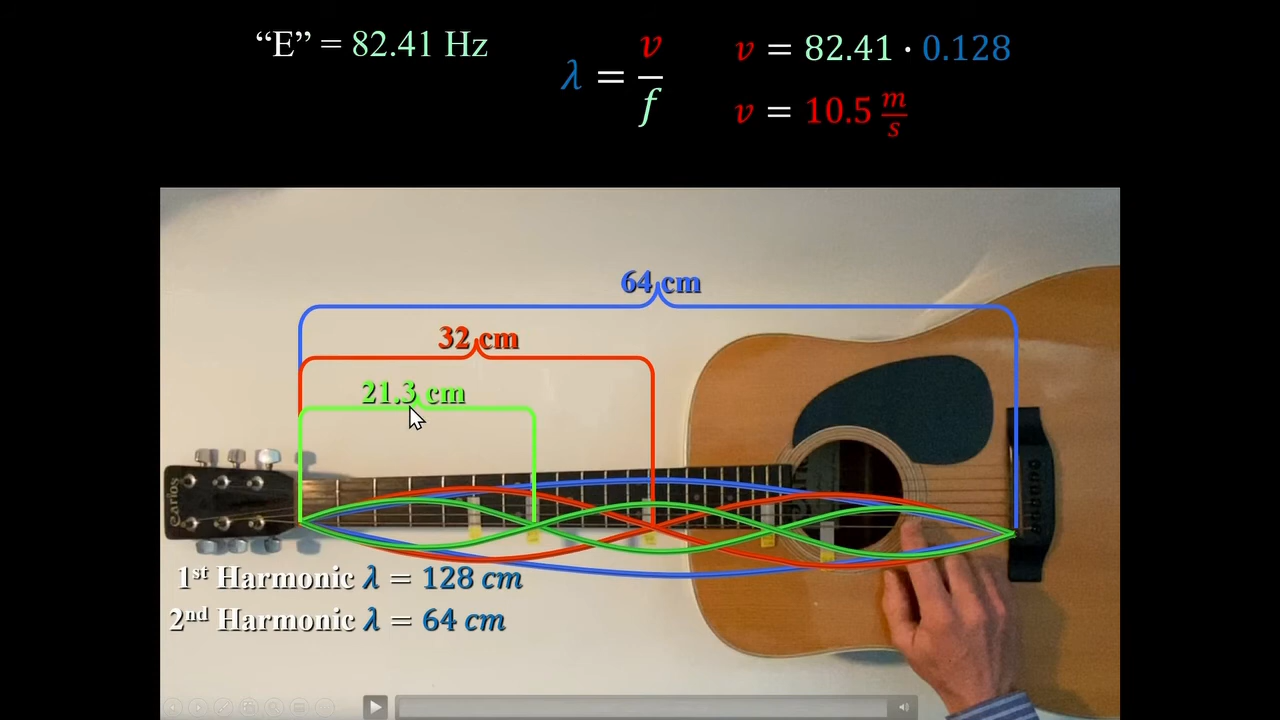 “E” = 82.41 Hz
λ = v/f
v = 82.41 · 0.128
v = 10.5 m/s
64 cm
32 cm
21.3 cm
Carlos
1st Harmonic λ = 128 cm
2nd Harmonic λ = 64 cm